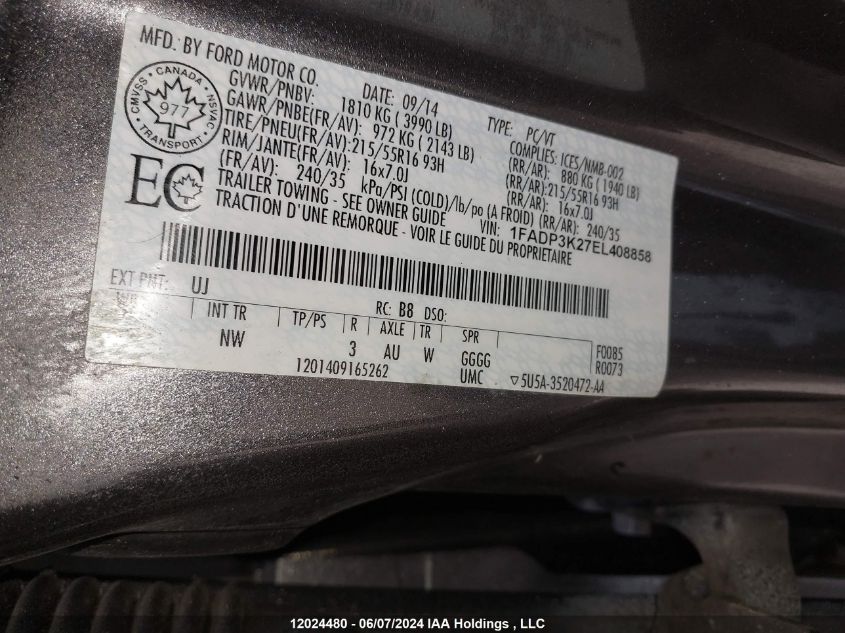 MFD. BY FORD MOTOR CO.
DATE: 09/14
TYPE: PC/VT
GVWR/PNBV: 1810 KG ( 3990 LB)
COMPLIES: ICES/NMB-002
GAWR/PNBE(FR/AV): 972 KG ( 2143 LB) (RR/AR): 880 KG ( 1940 LB)
TIRE/PNEU(FR/AV):215/55R16 93H (RR/AR):215/55R16 93H
RIM/JANTE(FR/AV): 16x7.0J (RR/AR): 16x7.0J
(FR/AV): 240/35 kPa/PSI (COLD)/lb/po (A FROID) (RR/AR): 240/35
TRAILER TOWING - SEE OWNER GUIDE
VIN: 1FADP3K27EL408858
TRACTION D'UNE REMORQUE - VOIR LE GUIDE DU PROPRIETAIRE
CMVSS CANADA NSVAC
977
TRANSPORT
EC
EXT PNT: UJ RC: B8 DSO:
WB INT TR TP/PS R AXLE TR SPR
NW 3 AU W GGGG F0085
1201409165262 UMC R0073
▽5U5A-3520472-AA
12024480 - 06/07/2024 IAA Holdings , LLC